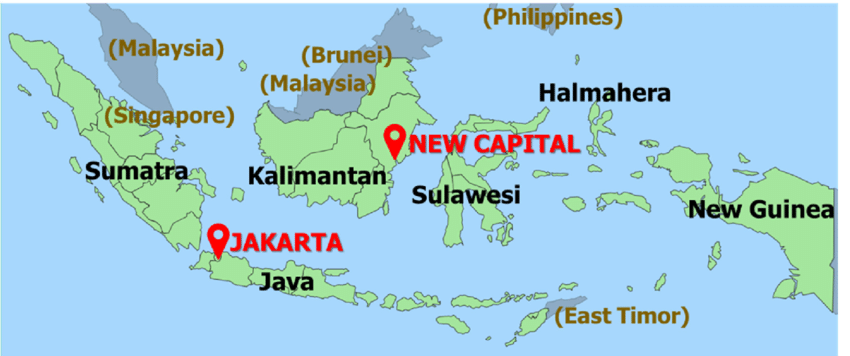 (Philippines)
(Malaysia)
(Brunei)
(Malaysia)
Halmahera
(Singapore)
NEW CAPITAL
Sumatra
Kalimantan
Sulawesi
New Guinea
JAKARTA
Java
(East Timor)